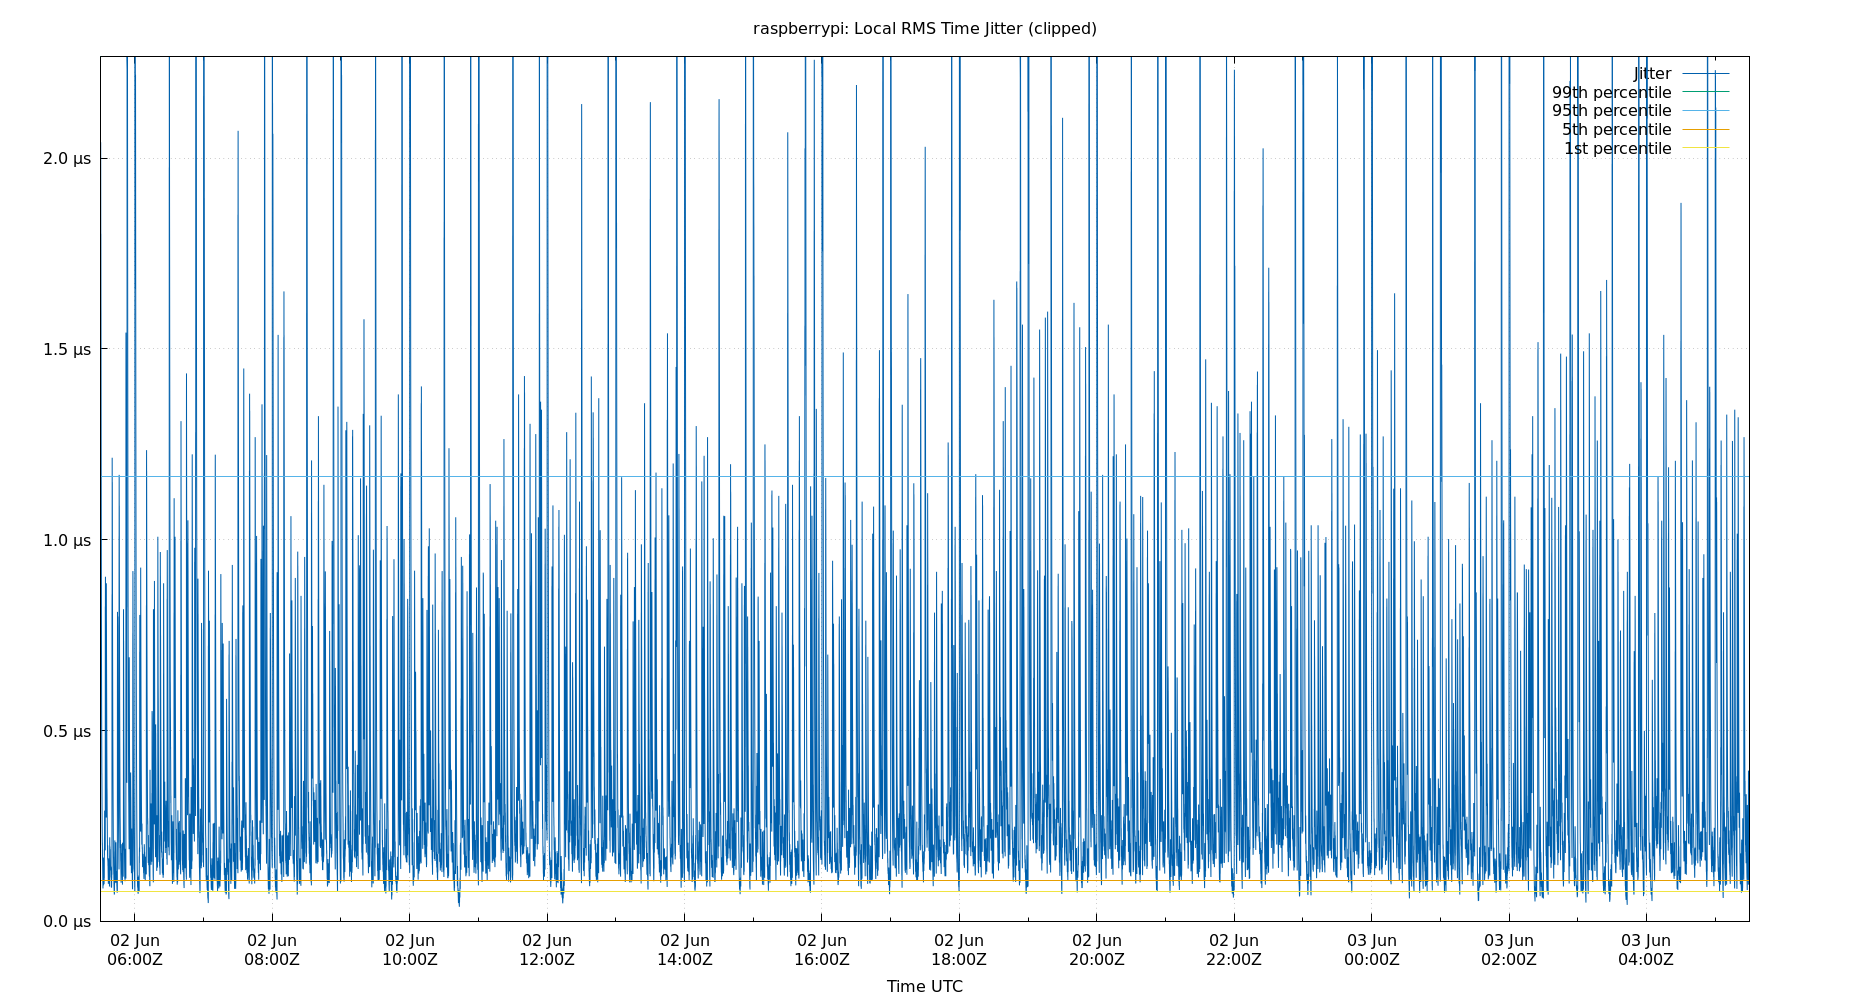 raspberrypi: Local RMS Time Jitter (clipped)
Jitter
99th percentile
95th percentile
5th percentile
1st percentile
2.0 μs
1.5 μs
1.0 μs
0.5 μs
0.0 μs
02 Jun 02 Jun 02 Jun 02 Jun 02 Jun 02 Jun 02 Jun 02 Jun 02 Jun 03 Jun 03 Jun 03 Jun
06:00Z 08:00Z 10:00Z 12:00Z 14:00Z 16:00Z 18:00Z 20:00Z 22:00Z 00:00Z 02:00Z 04:00Z
Time UTC